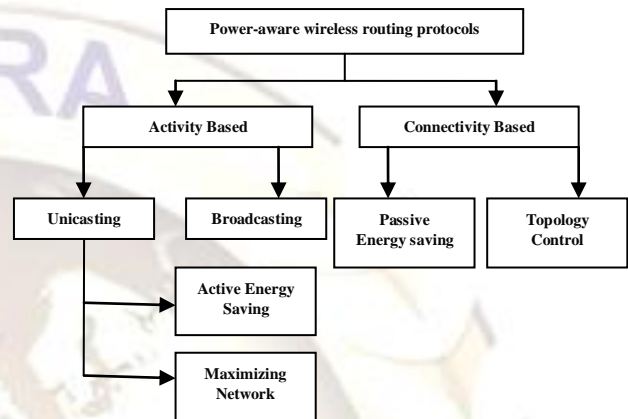 RA
Power-aware wireless routing protocols
Activity Based
Connectivity Based
Unicasting
Broadcasting
Passive
Energy saving
Topology
Control
Active Energy
Saving
Maximizing
Network